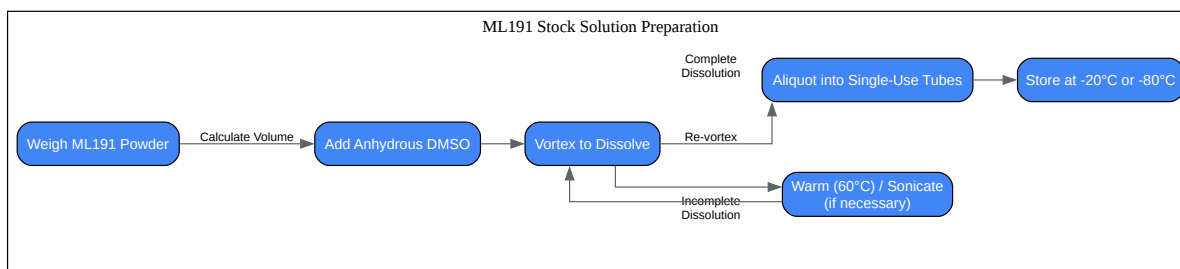 ML191 Stock Solution Preparation
Complete
Dissolution
Aliquot into Single-Use Tubes
Store at -20°C or -80°C
Weigh ML191 Powder
Calculate Volume
Add Anhydrous DMSO
Vortex to Dissolve
Re-vortex
Warm (60°C) / Sonicate
(if necessary)
Incomplete
Dissolution